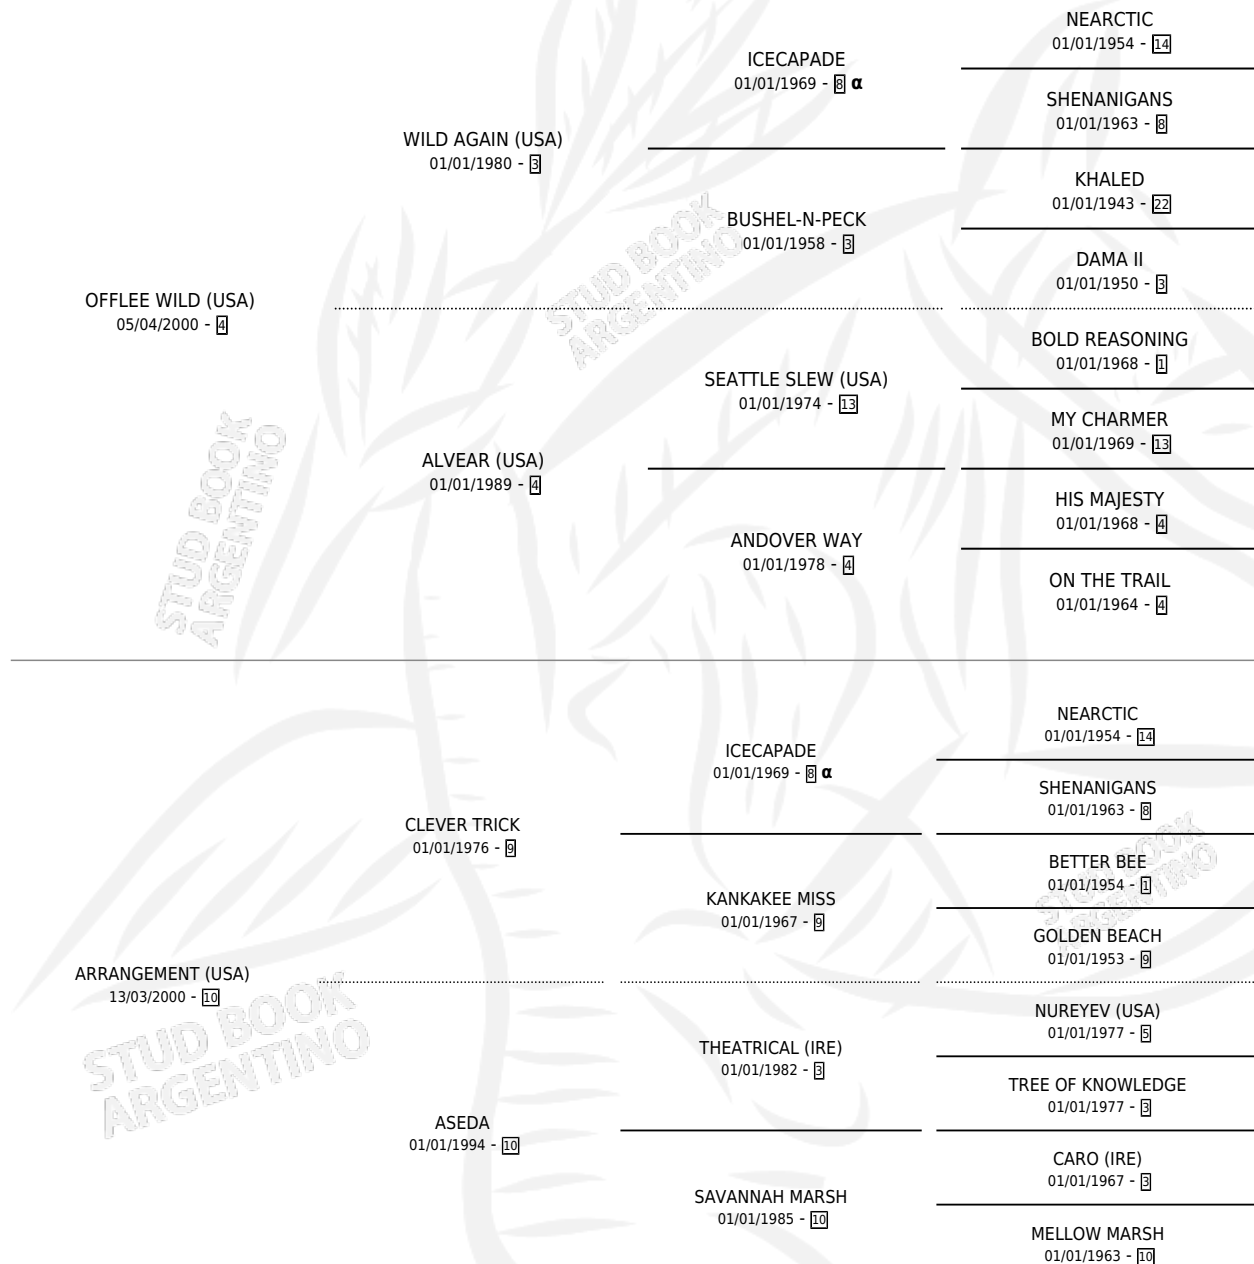 NEARCTIC
01/01/1954 - 14
ICECAPADE
01/01/1969 - 8 α
SHENANIGANS
01/01/1963 - 8
WILD AGAIN (USA)
01/01/1980 - 3
KHALED
01/01/1943 - 22
BUSHEL-N-PECK
01/01/1958 - 3
DAMA II
01/01/1950 - 3
STUD BOOK
ARGENTINO
OFFLEE WILD (USA)
05/04/2000 - 4
BOLD REASONING
01/01/1968 - 1
SEATTLE SLEW (USA)
01/01/1974 - 13
MY CHARMER
01/01/1969 - 13
ALVEAR (USA)
01/01/1989 - 4
HIS MAJESTY
01/01/1968 - 4
ANDOVER WAY
01/01/1978 - 4
ON THE TRAIL
01/01/1964 - 4
STUD BOOK
ARGENTINO
NEARCTIC
01/01/1954 - 14
ICECAPADE
01/01/1969 - 8 α
SHENANIGANS
01/01/1963 - 8
CLEVER TRICK
01/01/1976 - 9
BETTER BEE
01/01/1954 - 1
KANKAKEE MISS
01/01/1967 - 9
GOLDEN BEACH
01/01/1953 - 9
STUD BOOK
ARGENTINO
ARRANGEMENT (USA)
13/03/2000 - 10
STUD BOOK
ARGENTINO
NUREYEV (USA)
01/01/1977 - 5
THEATRICAL (IRE)
01/01/1982 - 3
TREE OF KNOWLEDGE
01/01/1977 - 3
ASEDA
01/01/1994 - 10
CARO (IRE)
01/01/1967 - 3
SAVANNAH MARSH
01/01/1985 - 10
MELLOW MARSH
01/01/1963 - 10